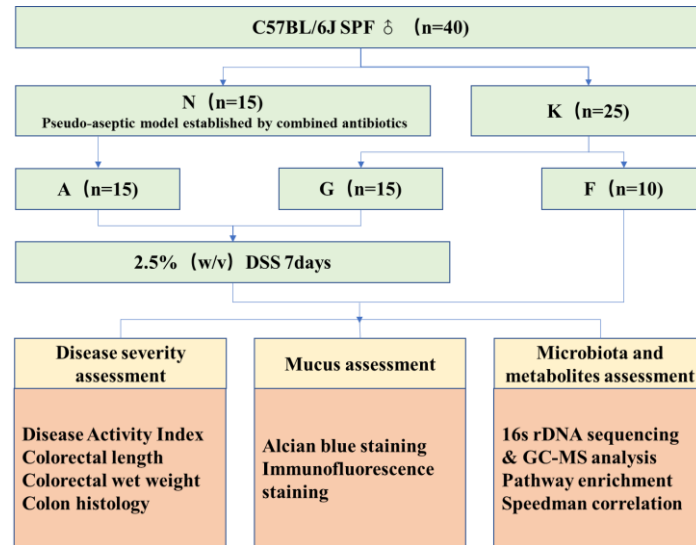 C57BL/6J SPF ♂ (n=40)
N (n=15)
Pseudo-aseptic model established by combined antibiotics
K (n=25)
A (n=15)
G (n=15)
F (n=10)
2.5% (w/v) DSS 7days
Disease severity
assessment
Disease Activity Index
Colorectal length
Colorectal wet weight
Colon histology
Mucus assessment
Alcian blue staining
Immunofluorescence
staining
Microbiota and
metabolites assessment
16s rDNA sequencing
& GC-MS analysis
Pathway enrichment
Speedman correlation